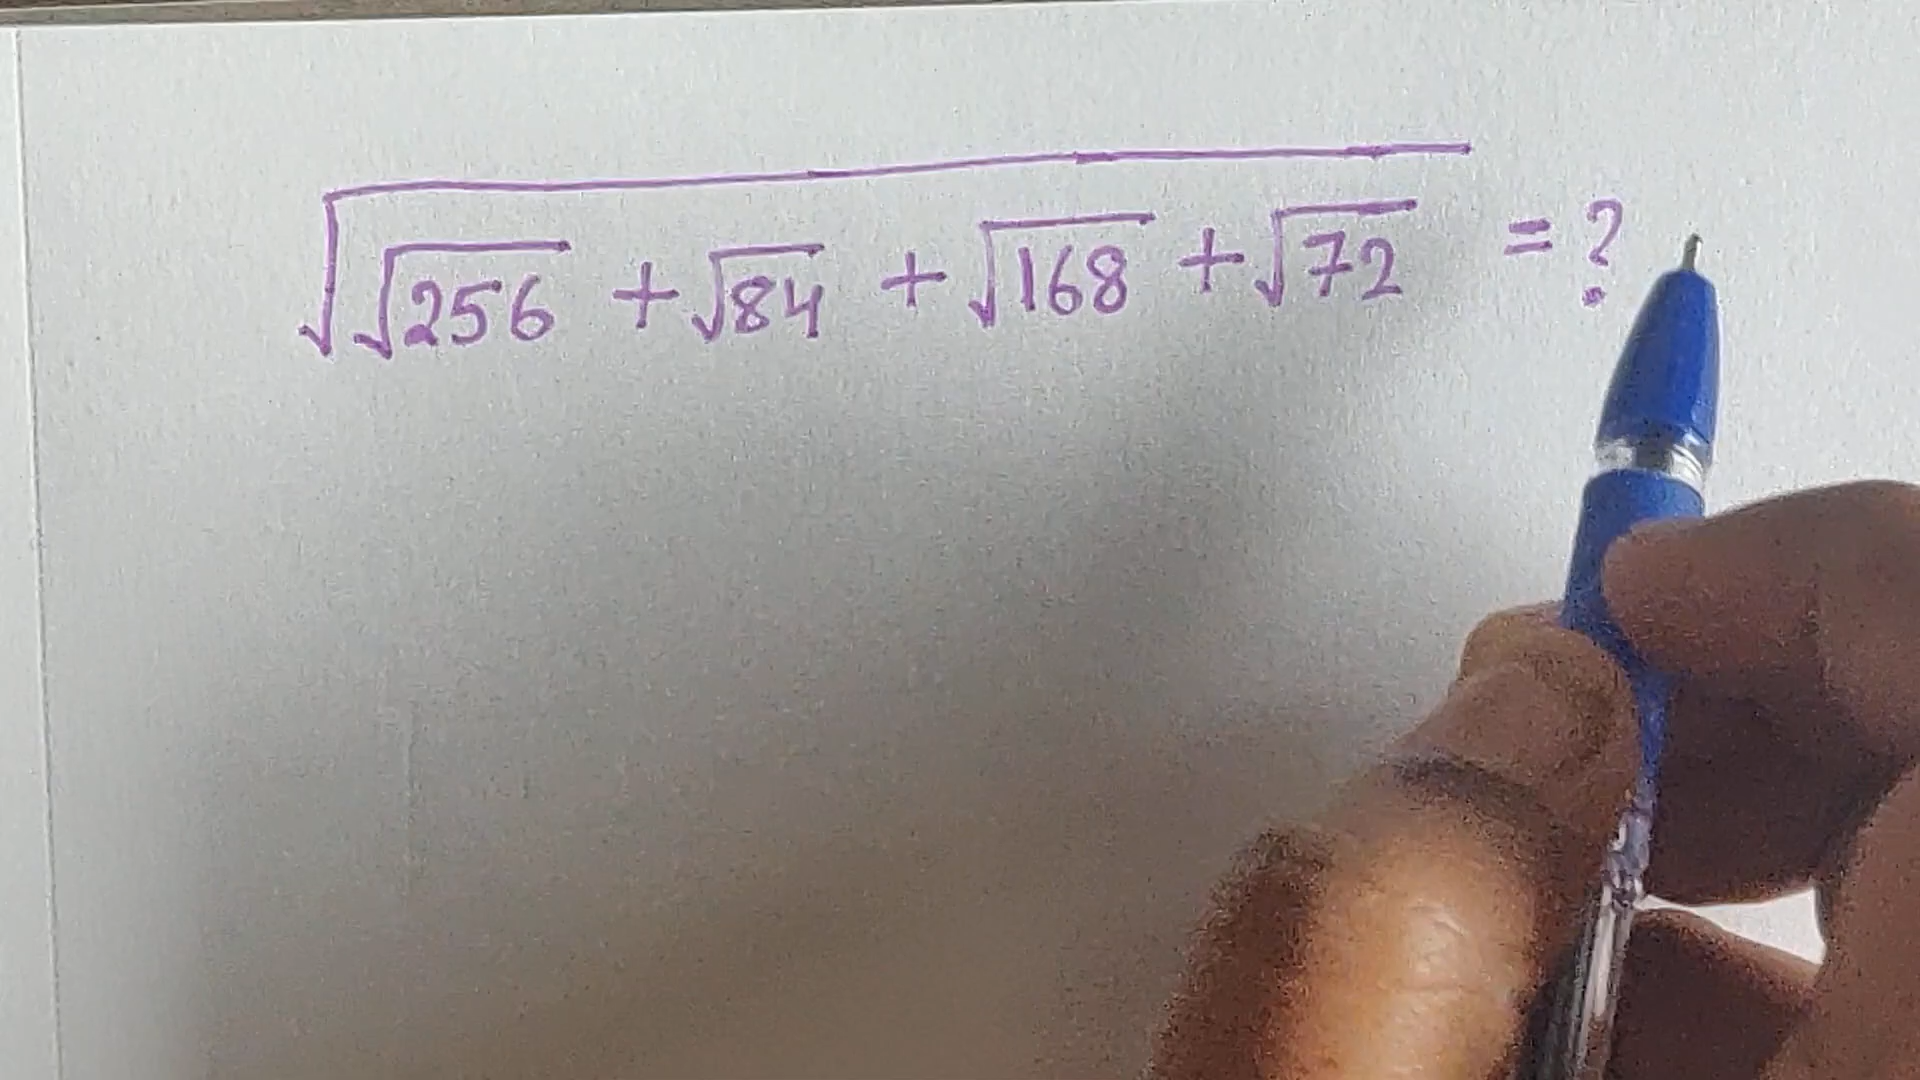 √(√256 + √84 + √168 + √72) = ?